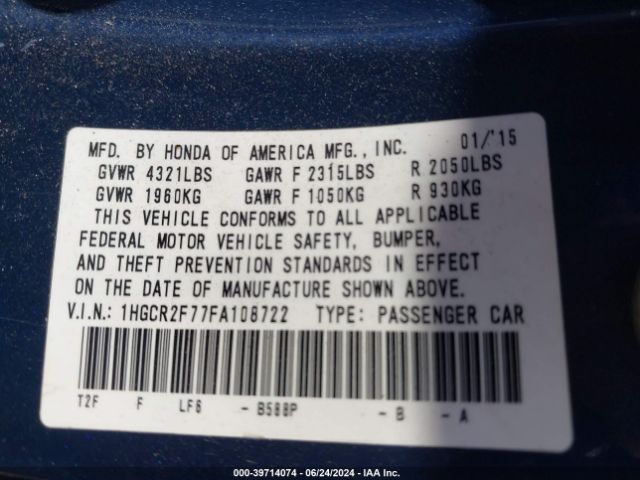 MFD. BY HONDA OF AMERICA MFG., INC. 01/'15
GVWR 4321LBS GAWR F 2315LBS R 2050LBS
GVWR 1960KG GAWR F 1050KG R 930KG
THIS VEHICLE CONFORMS TO ALL APPLICABLE
FEDERAL MOTOR VEHICLE SAFETY, BUMPER,
AND THEFT PREVENTION STANDARDS IN EFFECT
ON THE DATE OF MANUFACTURE SHOWN ABOVE.
V.I.N.: 1HGCR2F77FA108722 TYPE: PASSENGER CAR
T2F F LF6 - B588P - B - A
000-39714074 | 06/24/2024 | IAA Inc.